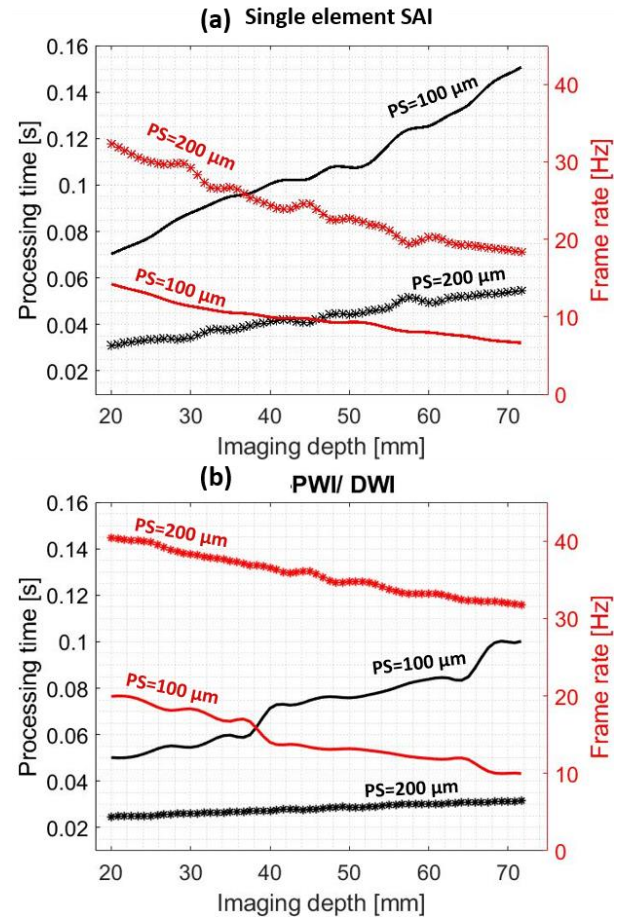 (a) Single element SAI
0.16
0.14
0.12
0.1
0.08
0.06
0.04
0.02
Processing time [s]
PS=100 µm
PS=200 µm
PS=100 µm
PS=200 µm
40
30
20
10
0
Frame rate [Hz]
20 30 40 50 60 70
Imaging depth [mm]
(b) PWI/ DWI
0.16
0.14
0.12
0.1
0.08
0.06
0.04
0.02
Processing time [s]
PS=200 µm
PS=100 µm
PS=100 µm
PS=200 µm
40
30
20
10
0
Frame rate [Hz]
20 30 40 50 60 70
Imaging depth [mm]